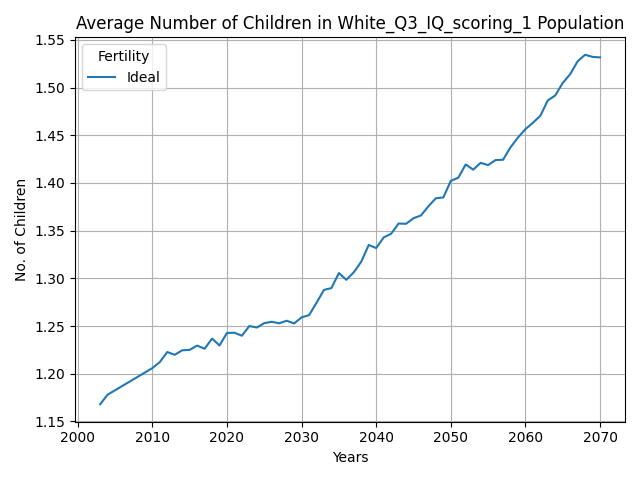 Average Number of Children in White_Q3_IQ_scoring_1 Population
Fertility
Ideal
No. of Children
1.55
1.50
1.45
1.40
1.35
1.30
1.25
1.20
1.15
2000 2010 2020 2030 2040 2050 2060 2070
Years